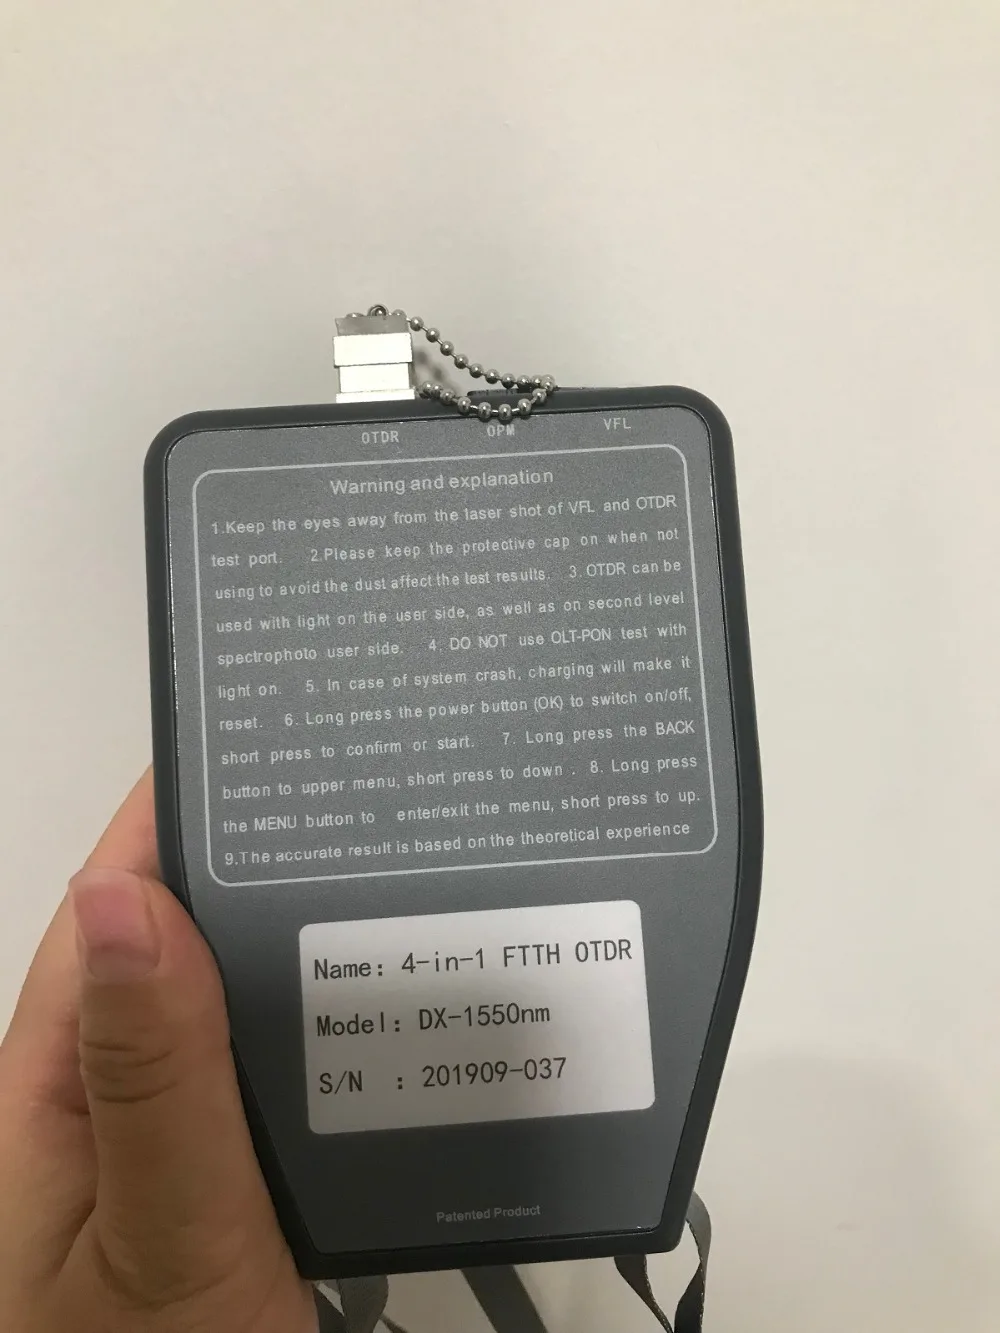 OTDR OPM VFL
Warning and explanation
1.Keep the eyes away from the laser shot of VFL and OTDR
test port. 2.Please keep the protective cap on when not
using to avoid the dust affect the test results. 3. OTDR can be
used with light on the user side, as well as on second level
spectrophoto user side. 4. DO NOT use OLT-PON test with
light on. 5. In case of system crash, charging will make it
reset. 6. Long press the power button (OK) to switch on/off,
short press to confirm or start. 7. Long press the BACK
button to upper menu, short press to down . 8. Long press
the MENU button to enter/exit the menu, short press to up.
9.The accurate result is based on the theoretical experience
Name: 4-in-1 FTTH OTDR
Model: DX-1550nm
S/N : 201909-037
Patented Product